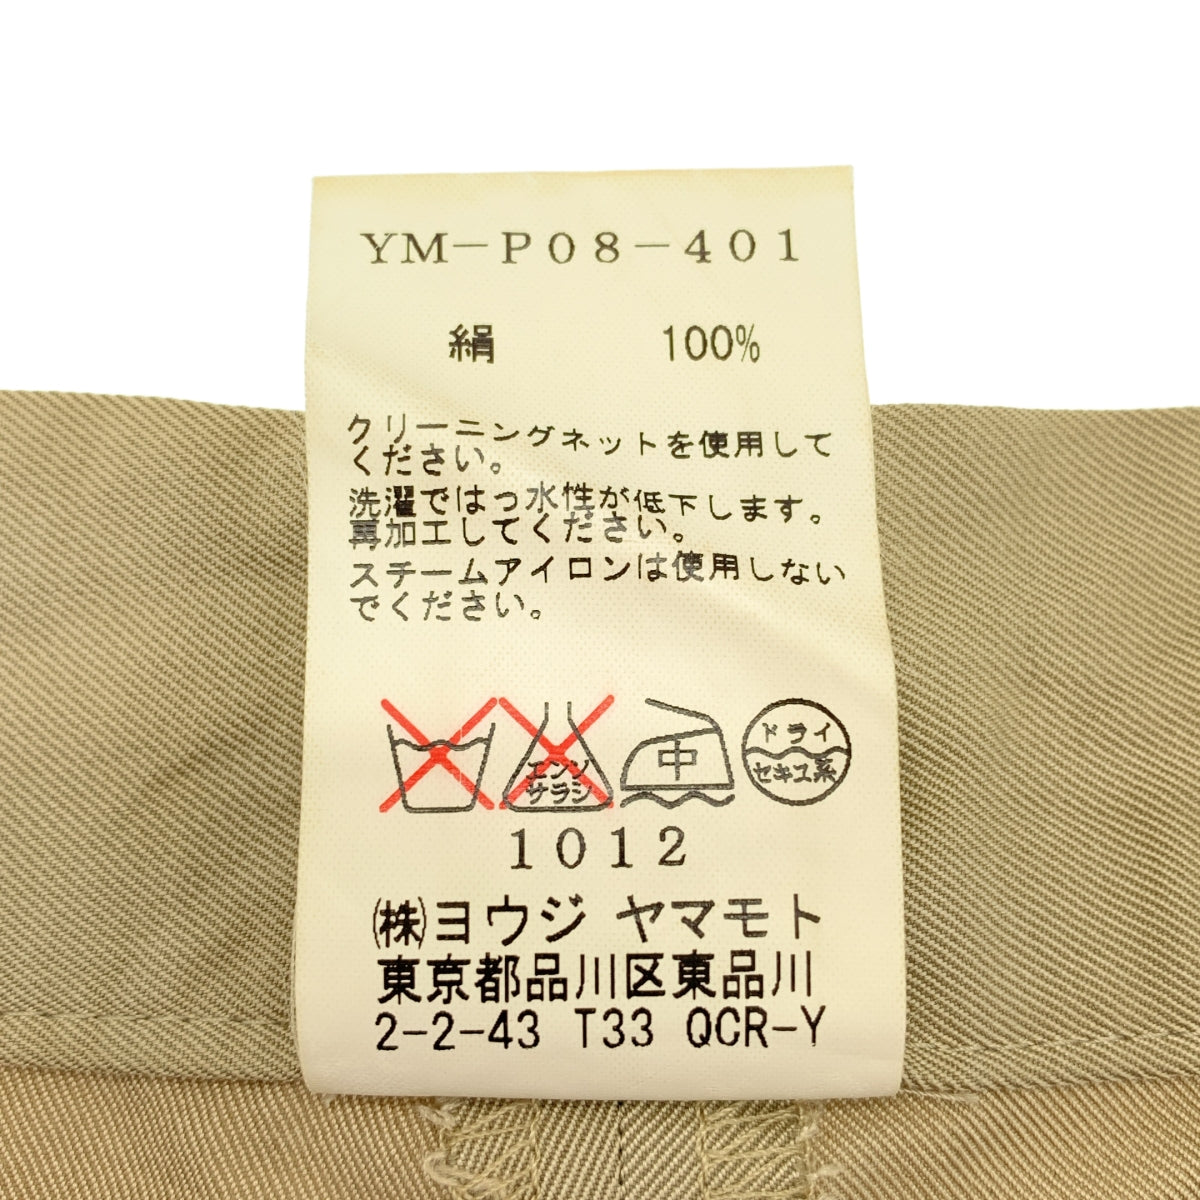 YM-P08-401
絹 100%
クリーニングネットを使用して
ください。
洗濯ではっ水性が低下します。
再加工してください。
スチームアイロンは使用しない
でください。
エンソ
サラシ
中
ドライ
セキユ系
1012
㈱ヨウジ ヤマモト
東京都品川区東品川
2-2-43 T33 QCR-Y